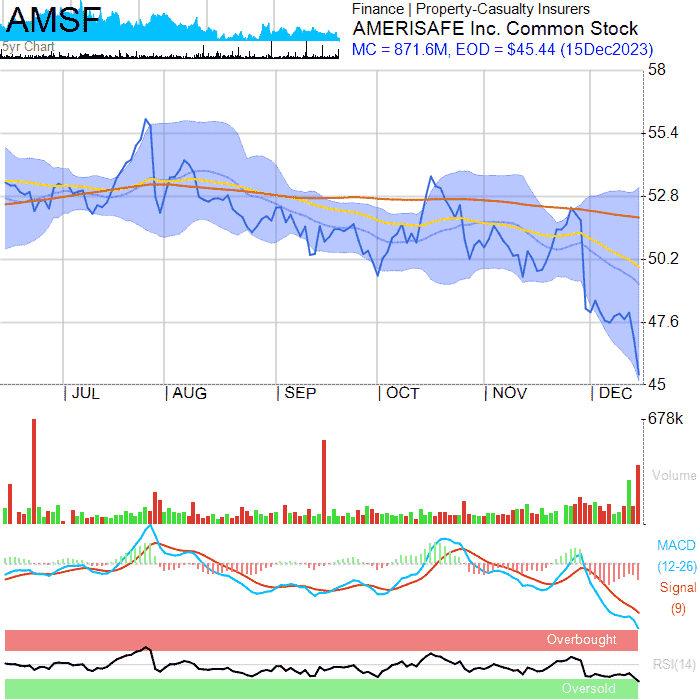 AMSF
5yr Chart
Finance | Property-Casualty Insurers
AMERISAFE Inc. Common Stock
MC = 871.6M, EOD = $45.44 (15Dec2023)
58
55.4
52.8
50.2
47.6
45
JUL
AUG
SEP
OCT
NOV
DEC
678k
Volume
MACD
(12-26)
Signal
(9)
Overbought
RSI(14)
Oversold